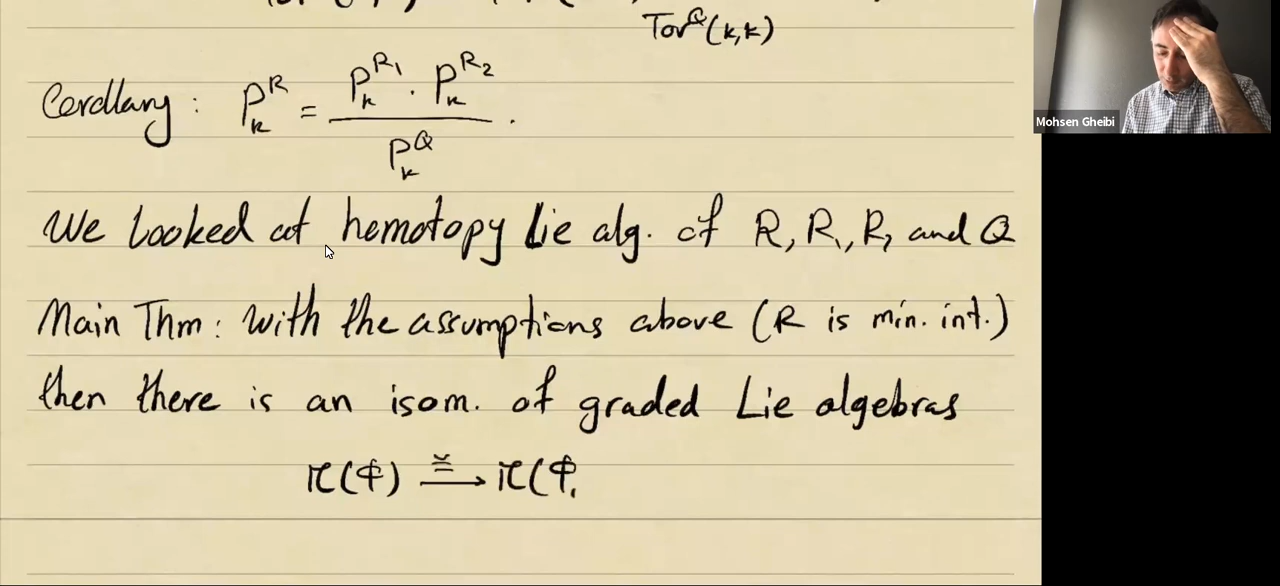 Tor^Q(k,k)
Corollary : P_k^R = P_k^{R_1} · P_k^{R_2} / P_k^Q .
We looked at homotopy Lie alg. of R, R_1, R_2 and Q
Main Thm : With the assumptions above (R is min. int.)
then there is an isom. of graded Lie algebras
π(φ) ≅→ π(φ_1
Mohsen Gheibi